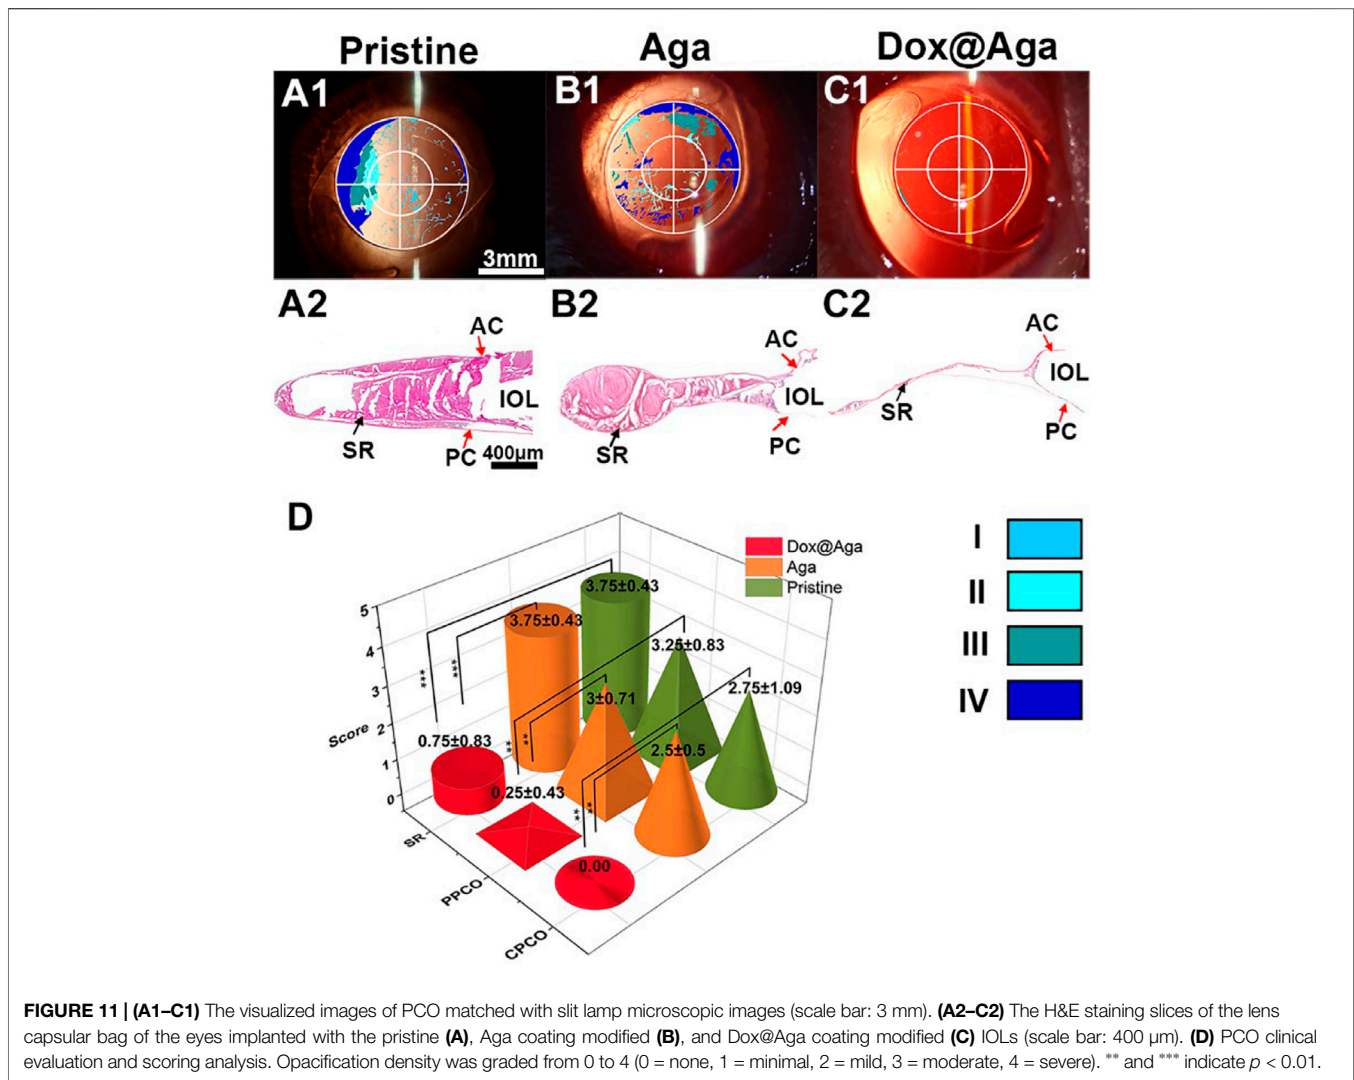 Pristine Aga Dox@Aga
A1 B1 C1
3mm
A2 B2 C2
AC AC AC
IOL IOL IOL
SR SR SR
PC PC PC
400μm
D
Dox@Aga
Aga
Pristine
I
II
III
IV
5
4
3
2
1
0
Score
3.75±0.43
3.75±0.43
3.25±0.83
2.75±1.09
3±0.71
2.5±0.5
0.75±0.83
0.25±0.43
0.00
*** ***
** **
** **
SR
PPCO
CPCO
FIGURE 11 | (A1–C1) The visualized images of PCO matched with slit lamp microscopic images (scale bar: 3 mm). (A2–C2) The H&E staining slices of the lens
capsular bag of the eyes implanted with the pristine (A), Aga coating modified (B), and Dox@Aga coating modified (C) IOLs (scale bar: 400 μm). (D) PCO clinical
evaluation and scoring analysis. Opacification density was graded from 0 to 4 (0 = none, 1 = minimal, 2 = mild, 3 = moderate, 4 = severe). ** and *** indicate p < 0.01.